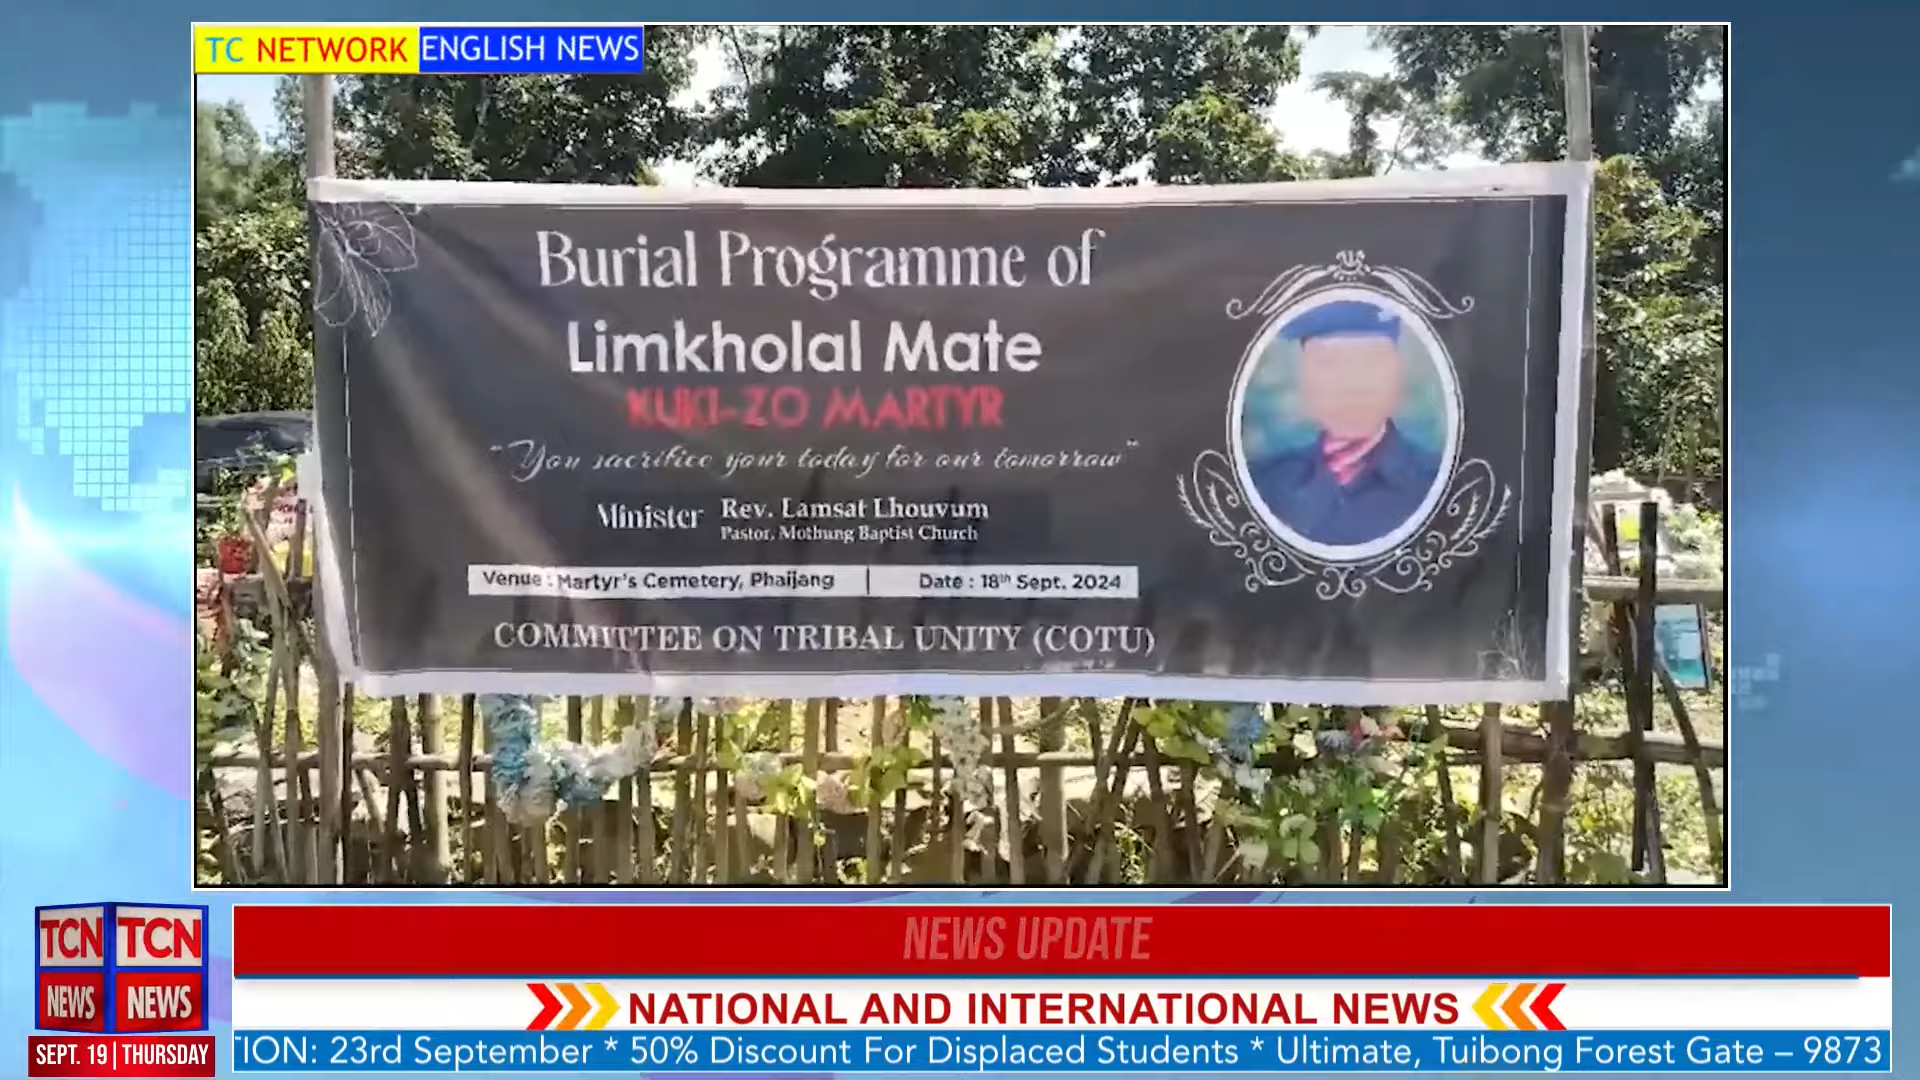 TC NETWORK ENGLISH NEWS
Burial Programme of
Limkholal Mate
KUKI-ZO MARTYR
"You sacrifice your today for our tomorrow"
Minister Rev. Lamsat Lhouvum
Pastor, Mothung Baptist Church
Venue : Martyr's Cemetery, Phaijang | Date : 18th Sept. 2024
COMMITTEE ON TRIBAL UNITY (COTU)
TCN TCN
NEWS NEWS
NEWS UPDATE
NATIONAL AND INTERNATIONAL NEWS
SEPT. 19 | THURSDAY
TION: 23rd September * 50% Discount For Displaced Students * Ultimate, Tuibong Forest Gate – 9873